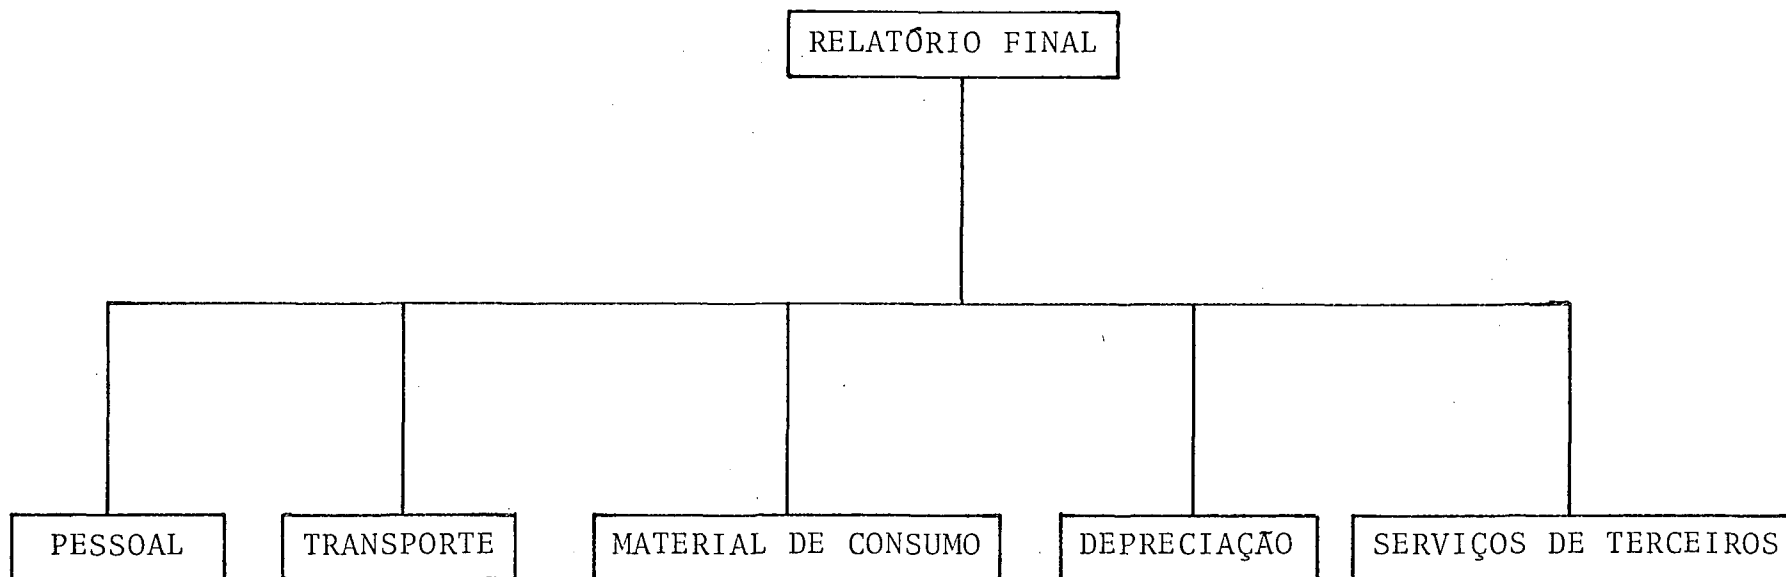 RELATÓRIO FINAL
PESSOAL
TRANSPORTE
MATERIAL DE CONSUMO
DEPRECIAÇÃO
SERVIÇOS DE TERCEIROS